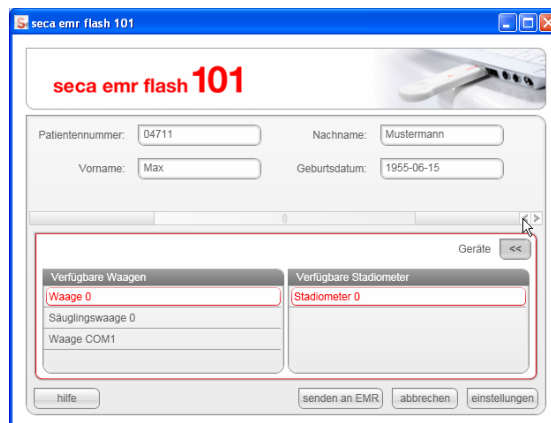 seca emr flash 101
seca emr flash 101
Patientennummer: 04711 Nachname: Mustermann
Vorname: Max Geburtsdatum: 1955-06-15
Geräte <<
Verfügbare Waagen Verfügbare Stadiometer
Waage 0 Stadiometer 0
Säuglingswaage 0
Waage COM1
hilfe senden an EMR abbrechen einstellungen